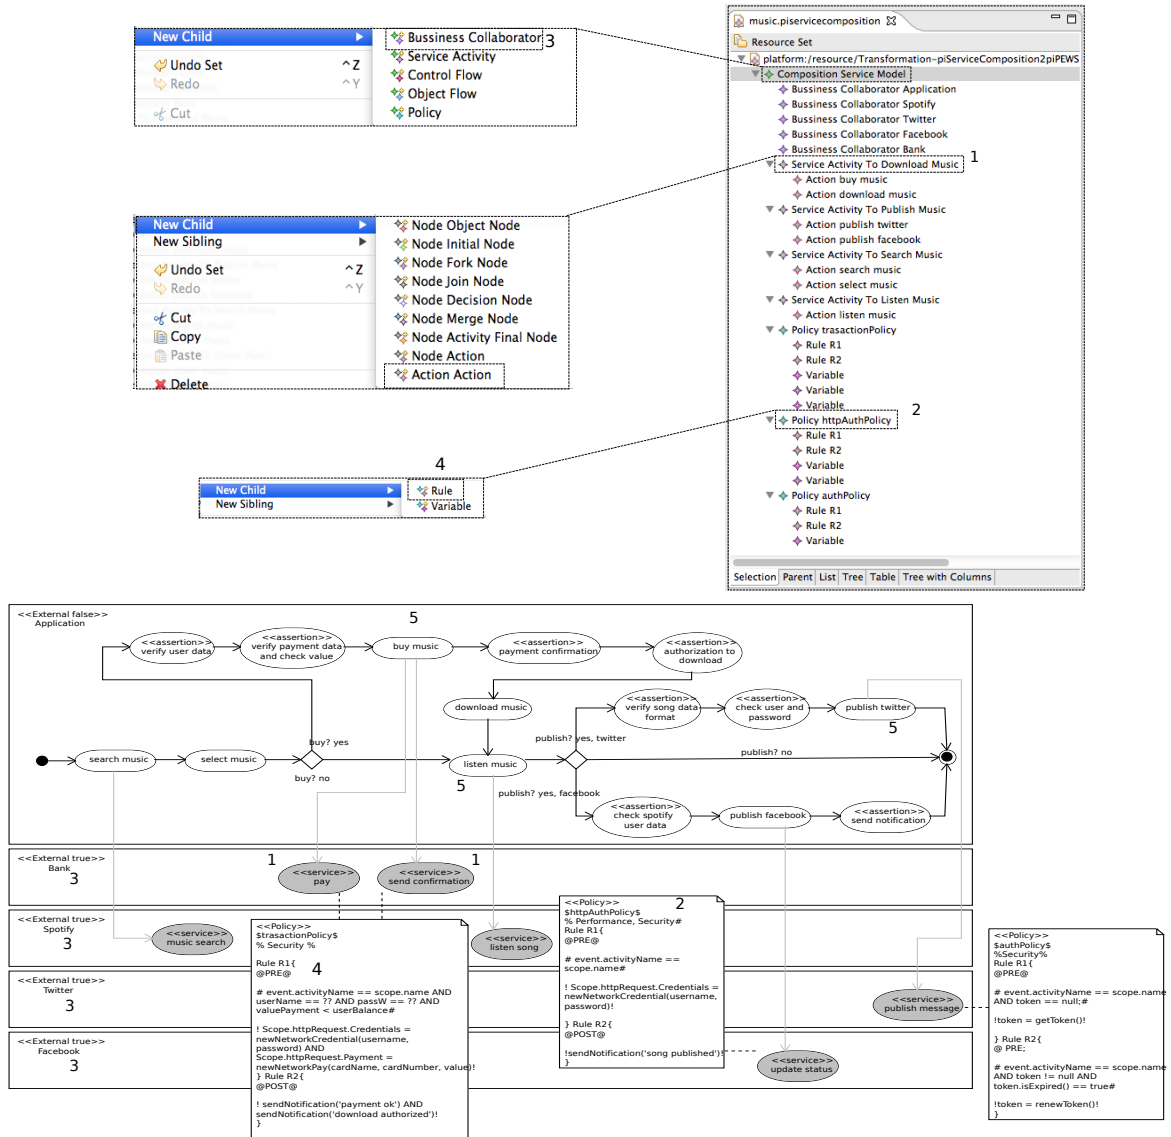 New Child
Undo Set ^Z
Redo ^Y
Cut
Bussiness Collaborator
3
Service Activity
Control Flow
Object Flow
Policy
New Child
New Sibling
Undo Set ^Z
Redo ^Y
Cut
Copy
Paste
Delete
Node Object Node
Node Initial Node
Node Fork Node
Node Join Node
Node Decision Node
Node Merge Node
Node Activity Final Node
Node Action
Action Action
4
New Child
New Sibling
Rule
Variable
music.piservicecomposition
Resource Set
platform:/resource/Transformation-piServiceComposition2piPEWS
Composition Service Model
Bussiness Collaborator Application
Bussiness Collaborator Spotify
Bussiness Collaborator Twitter
Bussiness Collaborator Facebook
Bussiness Collaborator Bank
Service Activity To Download Music
1
Action buy music
Action download music
Service Activity To Publish Music
Action publish twitter
Action publish facebook
Service Activity To Search Music
Action search music
Action select music
Service Activity To Listen Music
Action listen music
Policy trasactionPolicy
Rule R1
Rule R2
Variable
Variable
Variable
Policy httpAuthPolicy
2
Rule R1
Rule R2
Variable
Variable
Policy authPolicy
Rule R1
Rule R2
Variable
Selection Parent List Tree Table Tree with Columns
<<External false>>
Application
5
<<assertion>>
verify user data
<<assertion>>
verify payment data
and check value
buy music
<<assertion>>
payment confirmation
<<assertion>>
authorization to
download
download music
<<assertion>>
verify song data
format
<<assertion>>
check user and
password
publish twitter
5
buy? yes
publish? yes, twitter
search music
select music
buy? no
listen music
5
publish? no
publish? yes, facebook
<<assertion>>
check spotify
user data
publish facebook
<<assertion>>
send notification
<<External true>>
Bank
3
1
<<service>>
pay
1
<<service>>
send confirmation
<<External true>>
Spotify
3
<<service>>
music search
<<service>>
listen song
<<External true>>
Twitter
3
<<service>>
publish message
<<External true>>
Facebook
3
<<service>>
update status
<<Policy>>
$trasactionPolicy$
% Security %
Rule R1{
@PRE@
4
# event.activityName == scope.name AND
userName == ?? AND passW == ?? AND
valuePayment < userBalance#
! Scope.httpRequest.Credentials =
newNetworkCredential(username,
password) AND
Scope.httpRequest.Payment =
newNetworkPay(cardName, cardNumber, value)!
} Rule R2{
@POST@
! sendNotification('payment ok') AND
sendNotification('download authorized')!
}
<<Policy>>
2
$httpAuthPolicy$
% Performance, Security#
Rule R1{
@PRE@
# event.activityName ==
scope.name#
! Scope.httpRequest.Credentials =
newNetworkCredential(username,
password)!
} Rule R2{
@POST@
!sendNotification('song published')!
}
<<Policy>>
$authPolicy$
%Security%
Rule R1{
@PRE@
# event.activityName == scope.name
AND token == null;#
!token = getToken()!
} Rule R2{
@ PRE;
# event.activityName == scope.name
AND token != null AND
token.isExpired() == true#
!token = renewToken()!
}